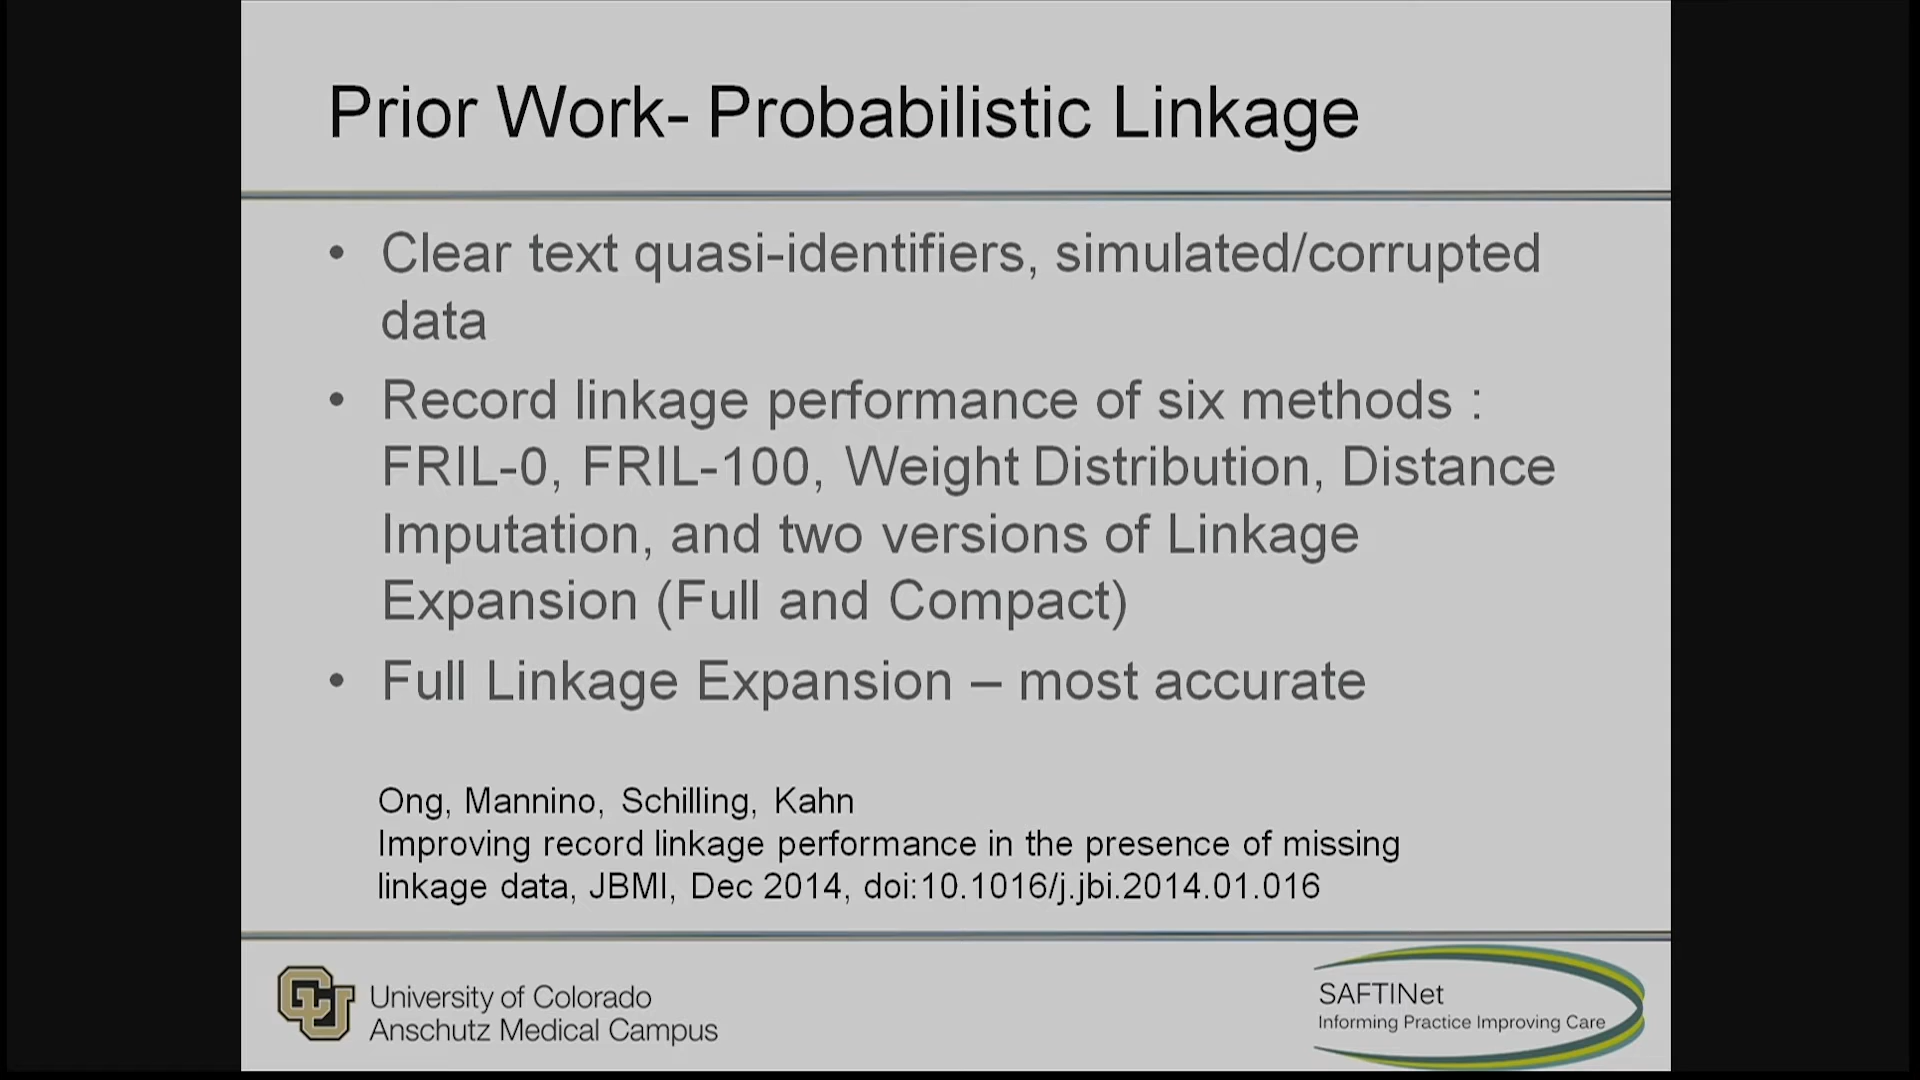 Prior Work- Probabilistic Linkage
• Clear text quasi-identifiers, simulated/corrupted
data
• Record linkage performance of six methods :
FRIL-0, FRIL-100, Weight Distribution, Distance
Imputation, and two versions of Linkage
Expansion (Full and Compact)
• Full Linkage Expansion – most accurate
Ong, Mannino, Schilling, Kahn
Improving record linkage performance in the presence of missing
linkage data, JBMI, Dec 2014, doi:10.1016/j.jbi.2014.01.016
CU
University of Colorado
Anschutz Medical Campus
SAFTINet
Informing Practice Improving Care